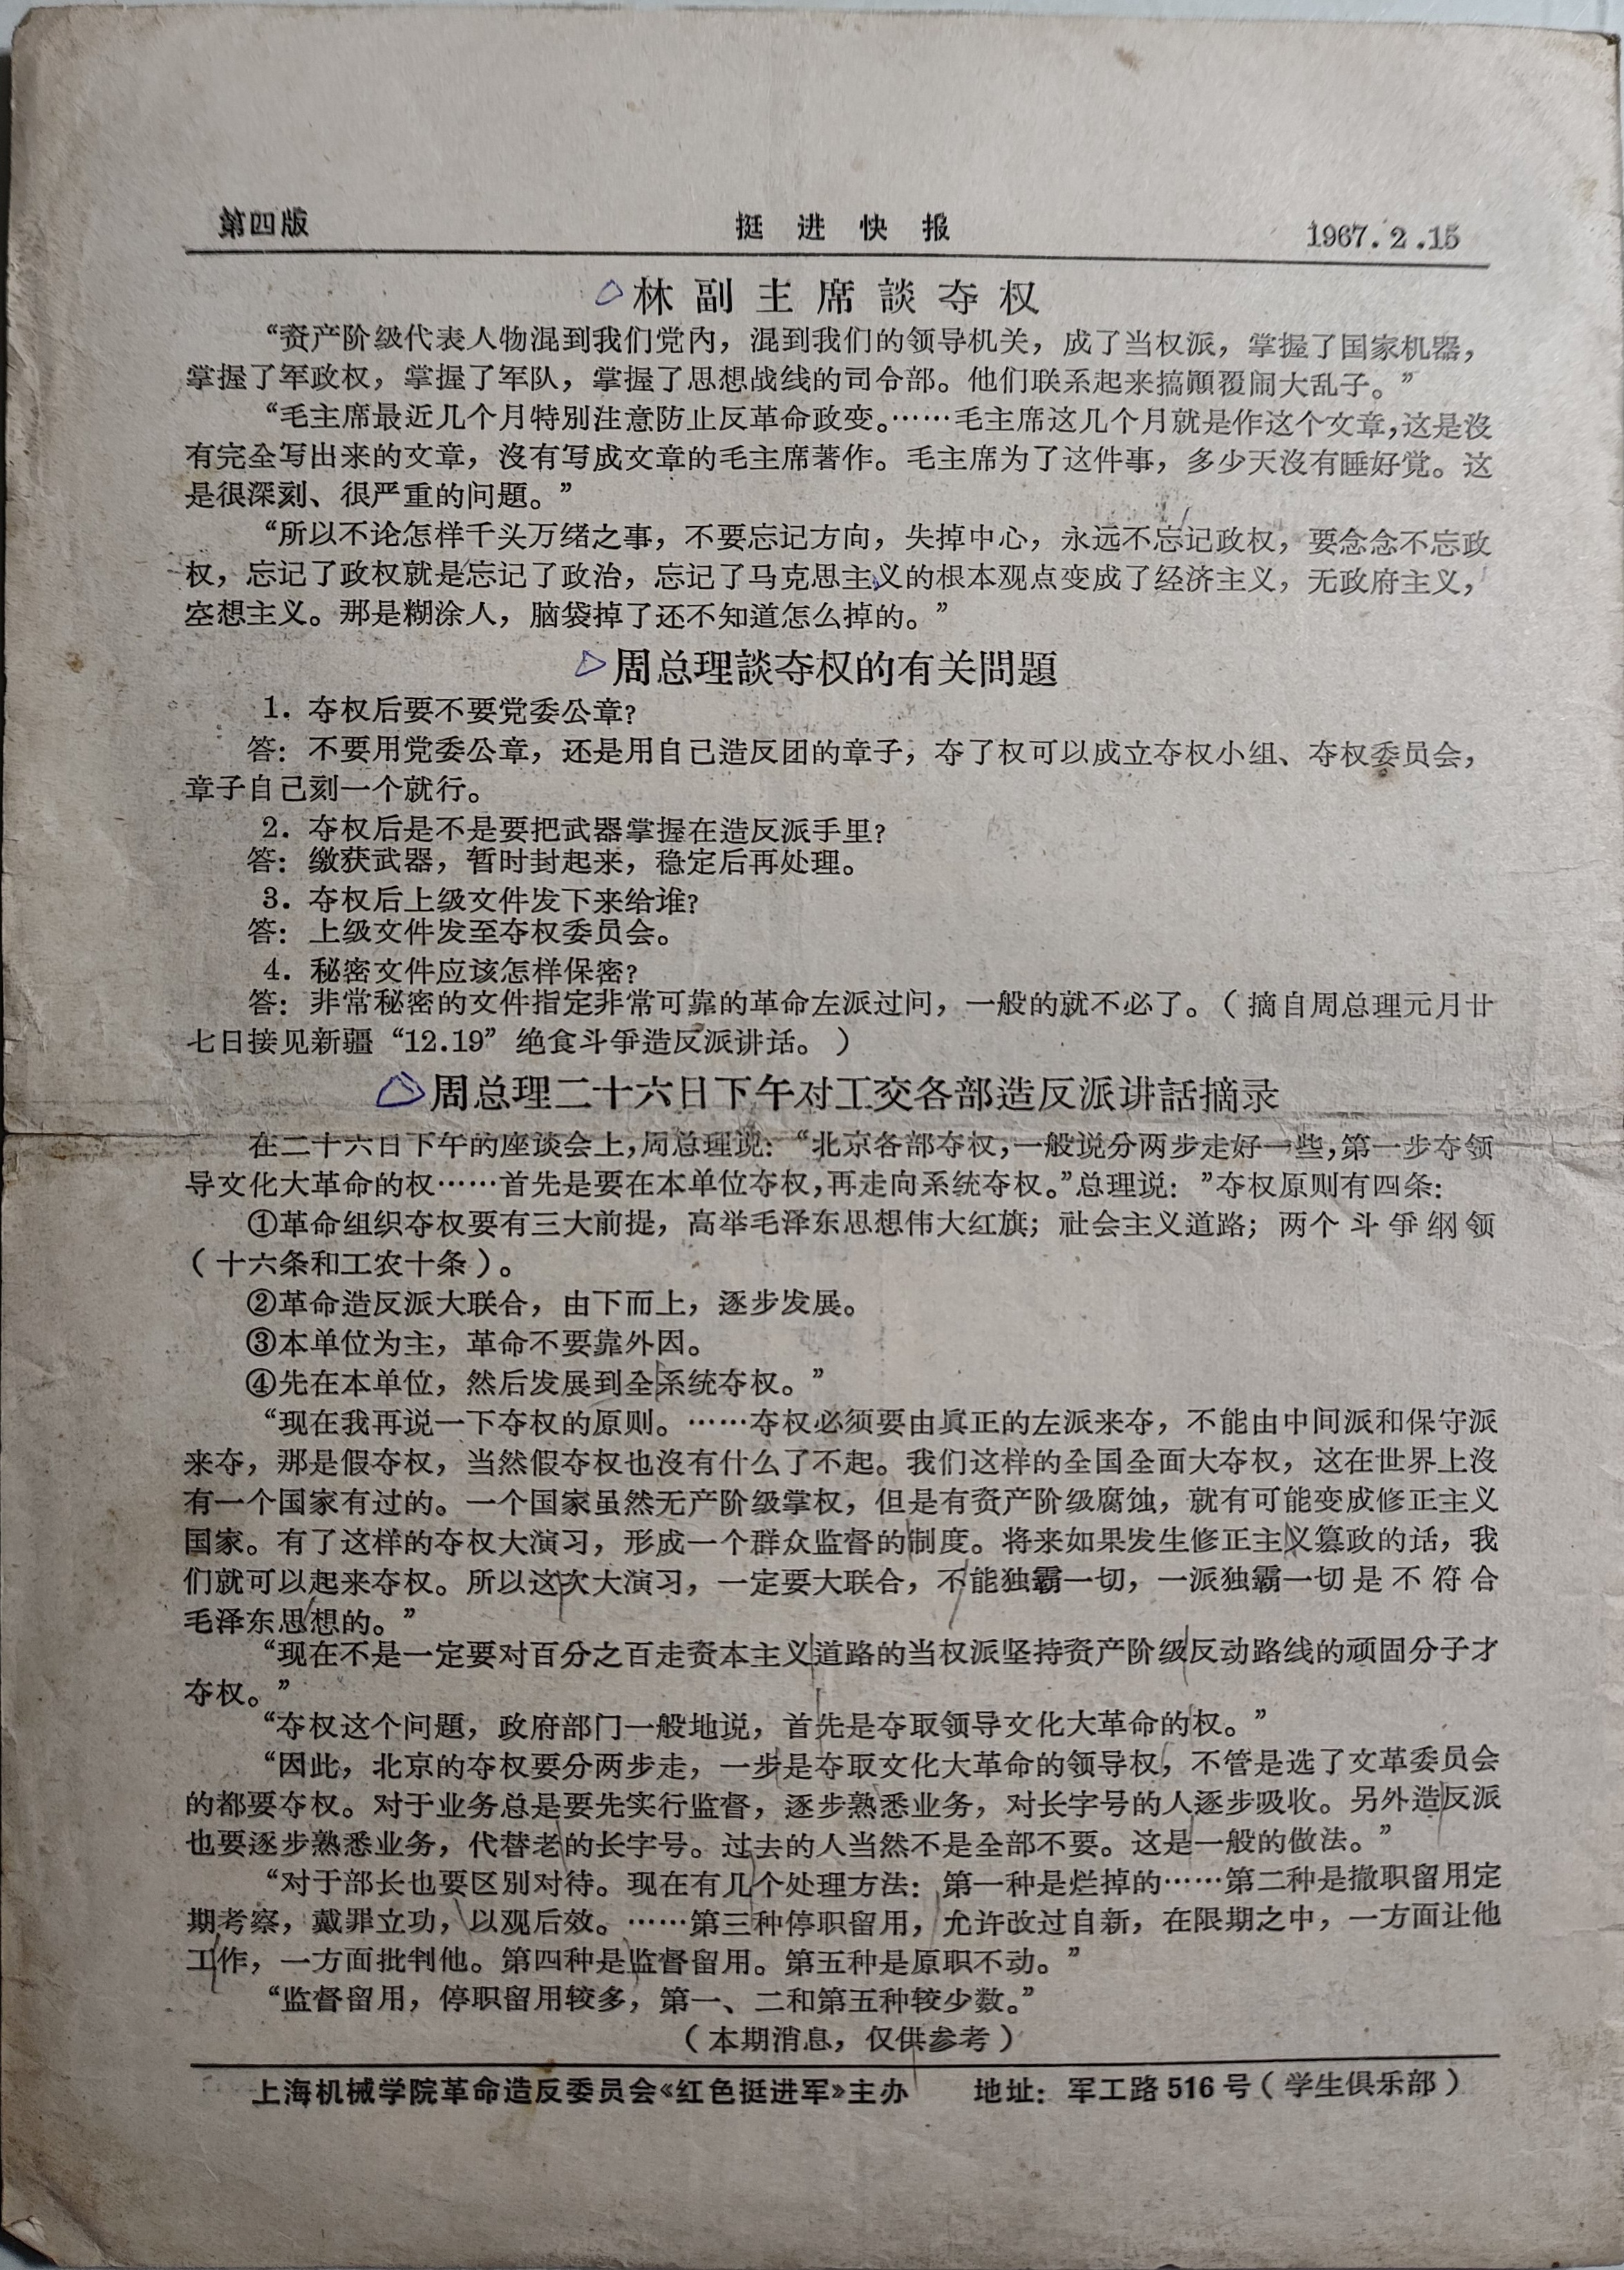 第四版
挺进快报
1967.2.15
林副主席談夺权
“资产阶级代表人物混到我们党内，混到我们的领导机关，成了当权派，掌握了国家机器，
掌握了军政权，掌握了军队，掌握了思想战线的司令部。他们联系起来搞顚覆闹大乱子。”
“毛主席最近几个月特别注意防止反革命政变。……毛主席这几个月就是作这个文章，这是沒
有完全写出来的文章，沒有写成文章的毛主席著作。毛主席为了这件事，多少天沒有睡好觉。这
是很深刻、很严重的问題。”
“所以不论怎样千头万绪之事，不要忘记方向，失掉中心，永远不忘记政权，要念念不忘政
权，忘记了政权就是忘记了政治，忘记了马克思主义的根本观点变成了经济主义，无政府主义，
空想主义。那是糊涂人，脑袋掉了还不知道怎么掉的。”
周总理談夺权的有关問題
1．夺权后要不要党委公章？
答：不要用党委公章，还是用自己造反团的章子，夺了权可以成立夺权小组、夺权委员会，
章子自己刻一个就行。
2．夺权后是不是要把武器掌握在造反派手里？
答：缴获武器，暂时封起来，稳定后再处理。
3．夺权后上级文件发下来给谁？
答：上级文件发至夺权委员会。
4．秘密文件应该怎样保密？
答：非常秘密的文件指定非常可靠的革命左派过问，一般的就不必了。（摘自周总理元月廿
七日接见新疆“12.19”绝食斗爭造反派讲话。）
周总理二十六日下午对工交各部造反派讲話摘录
在二十六日下午的座谈会上，周总理说：“北京各部夺权，一般说分两步走好一些，第一步夺领
导文化大革命的权……首先是要在本单位夺权，再走向系统夺权。”总理说：”夺权原则有四条：
①革命组织夺权要有三大前提，高举毛泽东思想伟大红旗；社会主义道路；两个斗爭纲领
（十六条和工农十条）。
②革命造反派大联合，由下而上，逐步发展。
③本单位为主，革命不要靠外因。
④先在本单位，然后发展到全系统夺权。”
“现在我再说一下夺权的原则。……夺权必须要由眞正的左派来夺，不能由中间派和保守派
来夺，那是假夺权，当然假夺权也沒有什么了不起。我们这样的全国全面大夺权，这在世界上沒
有一个国家有过的。一个国家虽然无产阶级掌权，但是有资产阶级腐蚀，就有可能变成修正主义
国家。有了这样的夺权大演习，形成一个群众监督的制度。将来如果发生修正主义篡政的话，我
们就可以起来夺权。所以这次大演习，一定要大联合，不能独霸一切，一派独霸一切是不符合
毛泽东思想的。”
“现在不是一定要对百分之百走资本主义道路的当权派坚持资产阶级反动路线的顽固分子才
夺权。”
“夺权这个问題，政府部门一般地说，首先是夺取领导文化大革命的权。”
“因此，北京的夺权要分两步走，一步是夺取文化大革命的领导权，不管是选了文革委员会
的都要夺权。对于业务总是要先实行监督，逐步熟悉业务，对长字号的人逐步吸收。另外造反派
也要逐步熟悉业务，代替老的长字号。过去的人当然不是全部不要。这是一般的做法。”
“对于部长也要区别对待。现在有几个处理方法：第一种是烂掉的……第二种是撤职留用定
期考察，戴罪立功，以观后效。……第三种停职留用，允许改过自新，在限期之中，一方面让他
工作，一方面批判他。第四种是监督留用。第五种是原职不动。”
“监督留用，停职留用较多，第一、二和第五种较少数。”
（本期消息，仅供参考）
上海机械学院革命造反委员会《红色挺进军》主办　地址：军工路516号（学生俱乐部）